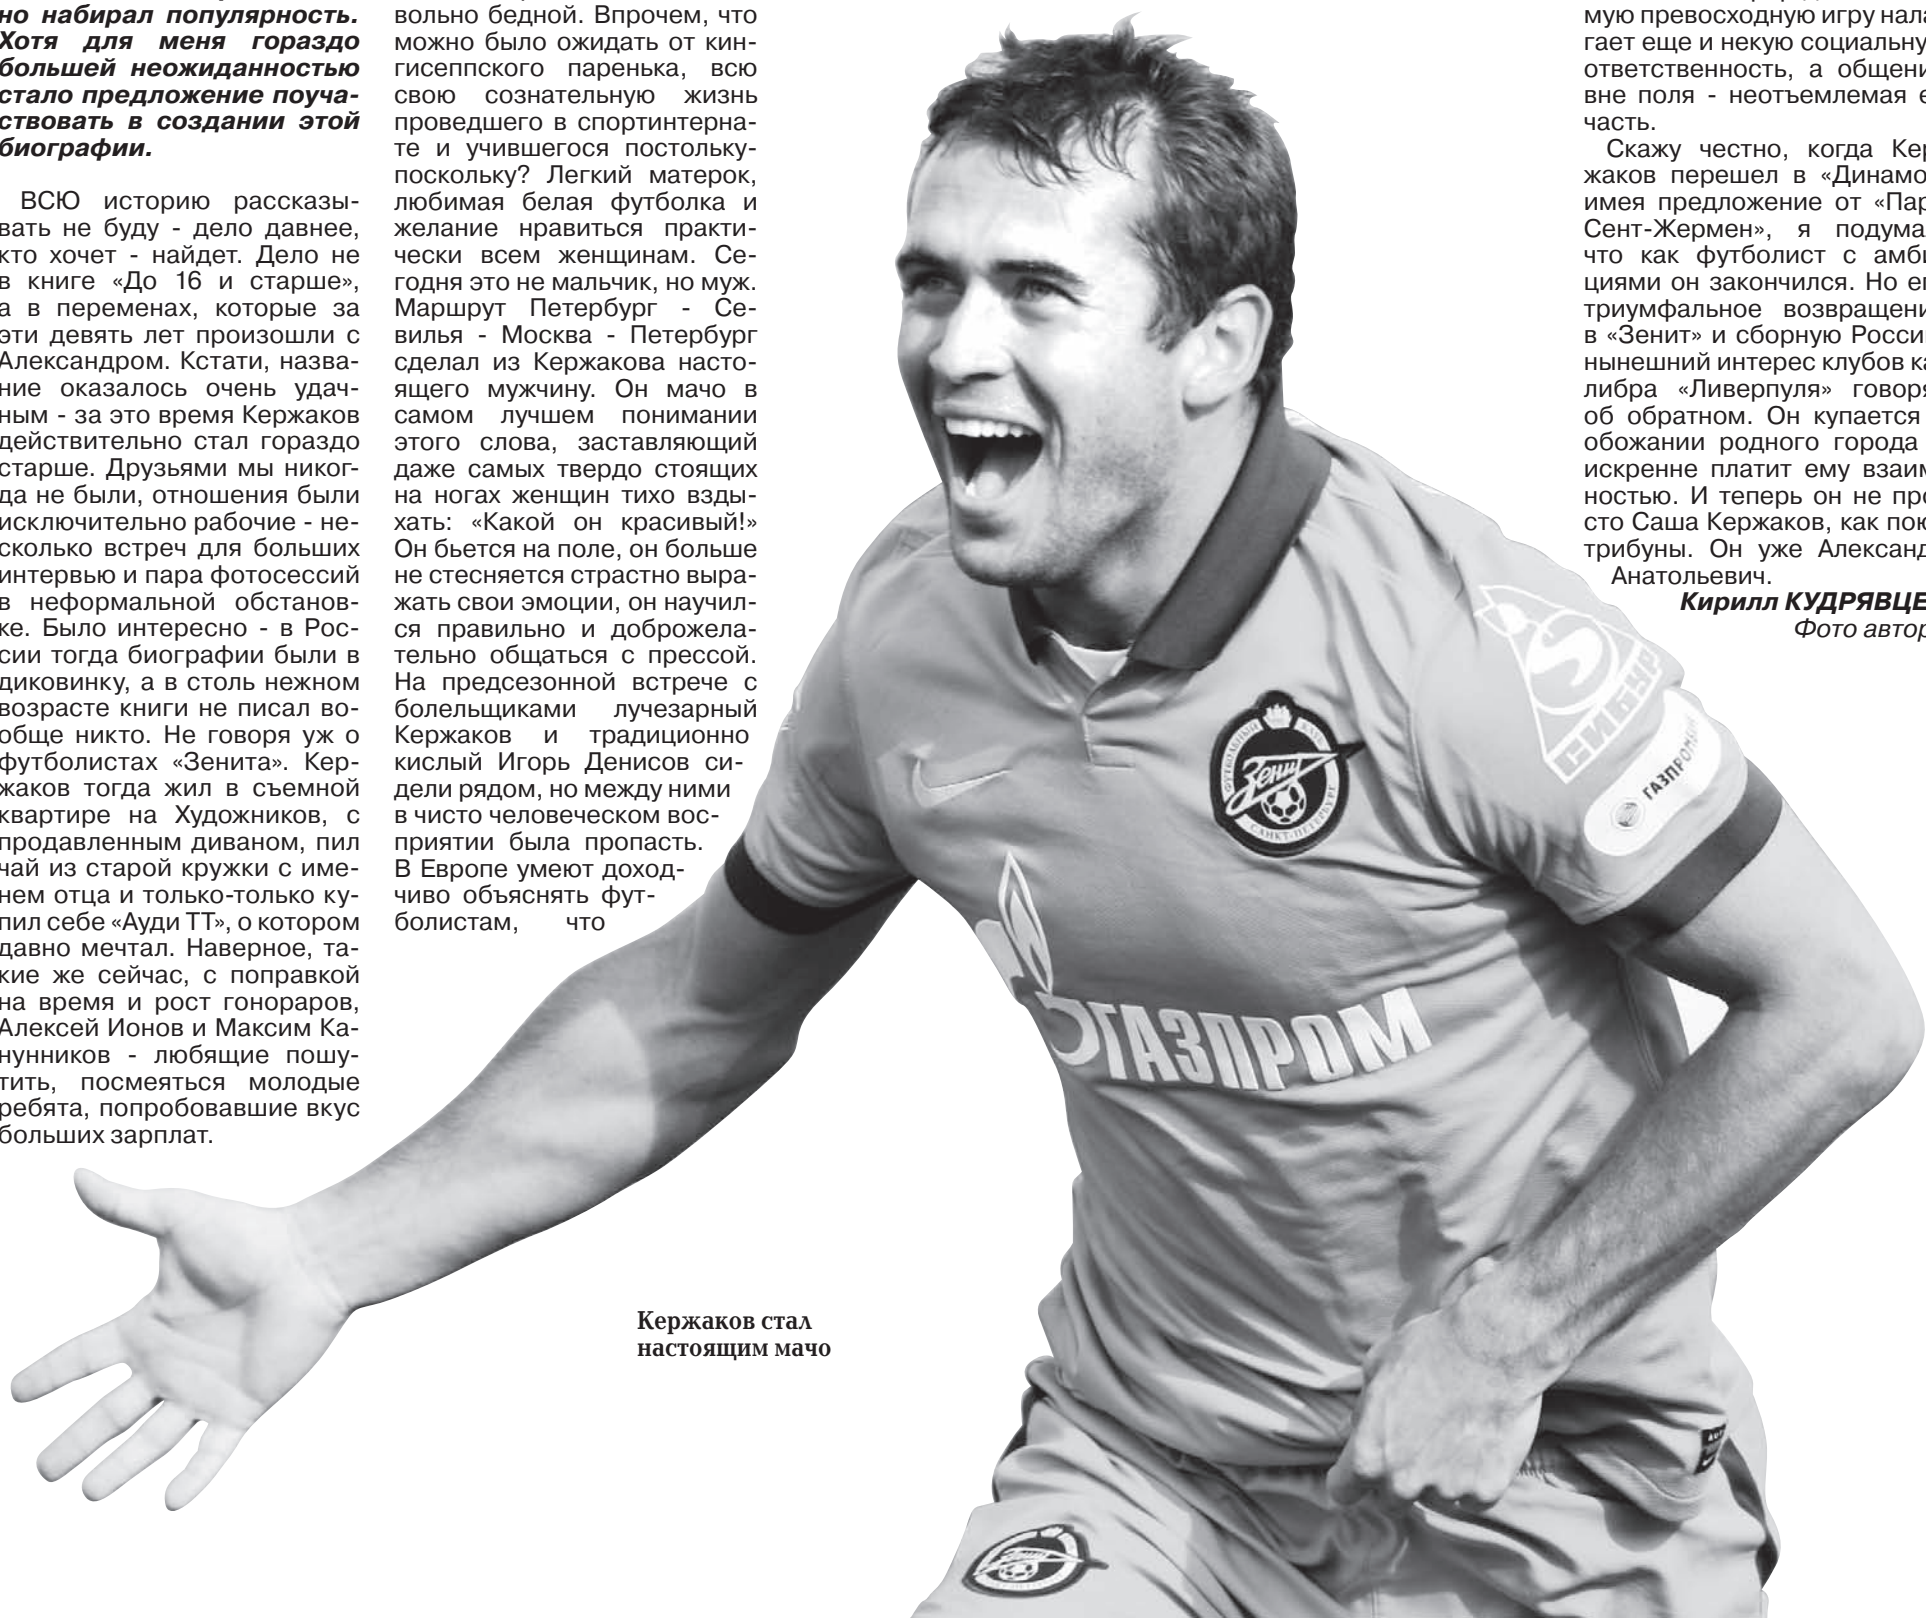 но набирал популярность.
Хотя для меня гораздо
большей неожиданностью
стало предложение поуча-
ствовать в создании этой
биографии.
ВСЮ историю рассказы-
вать не буду - дело давнее,
кто хочет - найдет. Дело не
в книге «До 16 и старше»,
а в переменах, которые за
эти девять лет произошли с
Александром. Кстати, назва-
ние оказалось очень удач-
ным - за это время Кержаков
действительно стал гораздо
старше. Друзьями мы никог-
да не были, отношения были
исключительно рабочие - не-
сколько встреч для больших
интервью и пара фотосессий
в неформальной обстанов-
ке. Было интересно - в Рос-
сии тогда биографии были в
диковинку, а в столь нежном
возрасте книги не писал во-
обще никто. Не говоря уж о
футболистах «Зенита». Кер-
жаков тогда жил в съемной
квартире на Художников, с
продавленным диваном, пил
чай из старой кружки с име-
нем отца и только-только ку-
пил себе «Ауди ТТ», о котором
давно мечтал. Наверное, та-
кие же сейчас, с поправкой
на время и рост гонораров,
Алексей Ионов и Максим Ка-
нунников - любящие пошу-
тить, посмеяться молодые
ребята, попробовавшие вкус
больших зарплат.
вольно бедной. Впрочем, что
можно было ожидать от кин-
гисеппского паренька, всю
свою сознательную жизнь
проведшего в спортинтерна-
те и учившегося постольку-
поскольку? Легкий матерок,
любимая белая футболка и
желание нравиться практи-
чески всем женщинам. Се-
годня это не мальчик, но муж.
Маршрут Петербург - Се-
вилья - Москва - Петербург
сделал из Кержакова насто-
ящего мужчину. Он мачо в
самом лучшем понимании
этого слова, заставляющий
даже самых твердо стоящих
на ногах женщин тихо взды-
хать: «Какой он красивый!»
Он бьется на поле, он больше
не стесняется страстно выра-
жать свои эмоции, он научил-
ся правильно и доброжела-
тельно общаться с прессой.
На предсезонной встрече с
болельщиками лучезарный
Кержаков и традиционно
кислый Игорь Денисов си-
дели рядом, но между ними
в чисто человеческом вос-
приятии была пропасть.
В Европе умеют доход-
чиво объяснять фут-
болистам, что
мую превосходную игру нала
гает еще и некую социальну
ответственность, а общени
вне поля - неотъемлемая е
часть.
Скажу честно, когда Кер
жаков перешел в «Динамо
имея предложение от «Пар
Сент-Жермен», я подума
что как футболист с амби
циями он закончился. Но ег
триумфальное возвращени
в «Зенит» и сборную Росси
нынешний интерес клубов ка
либра «Ливерпуля» говоря
об обратном. Он купается
обожании родного города
искренне платит ему взаим
ностью. И теперь он не про
сто Саша Кержаков, как пою
трибуны. Он уже Александ
Анатольевич.
Кирилл КУДРЯВЦЕ
Фото автор
СИБУР
ГАЗПРОМ
ФУТБОЛЬНЫЙ КЛУБ
Зенит
САНКТ-ПЕТЕРБУРГ
ГАЗПРОМ
Кержаков стал
настоящим мачо
Зенит